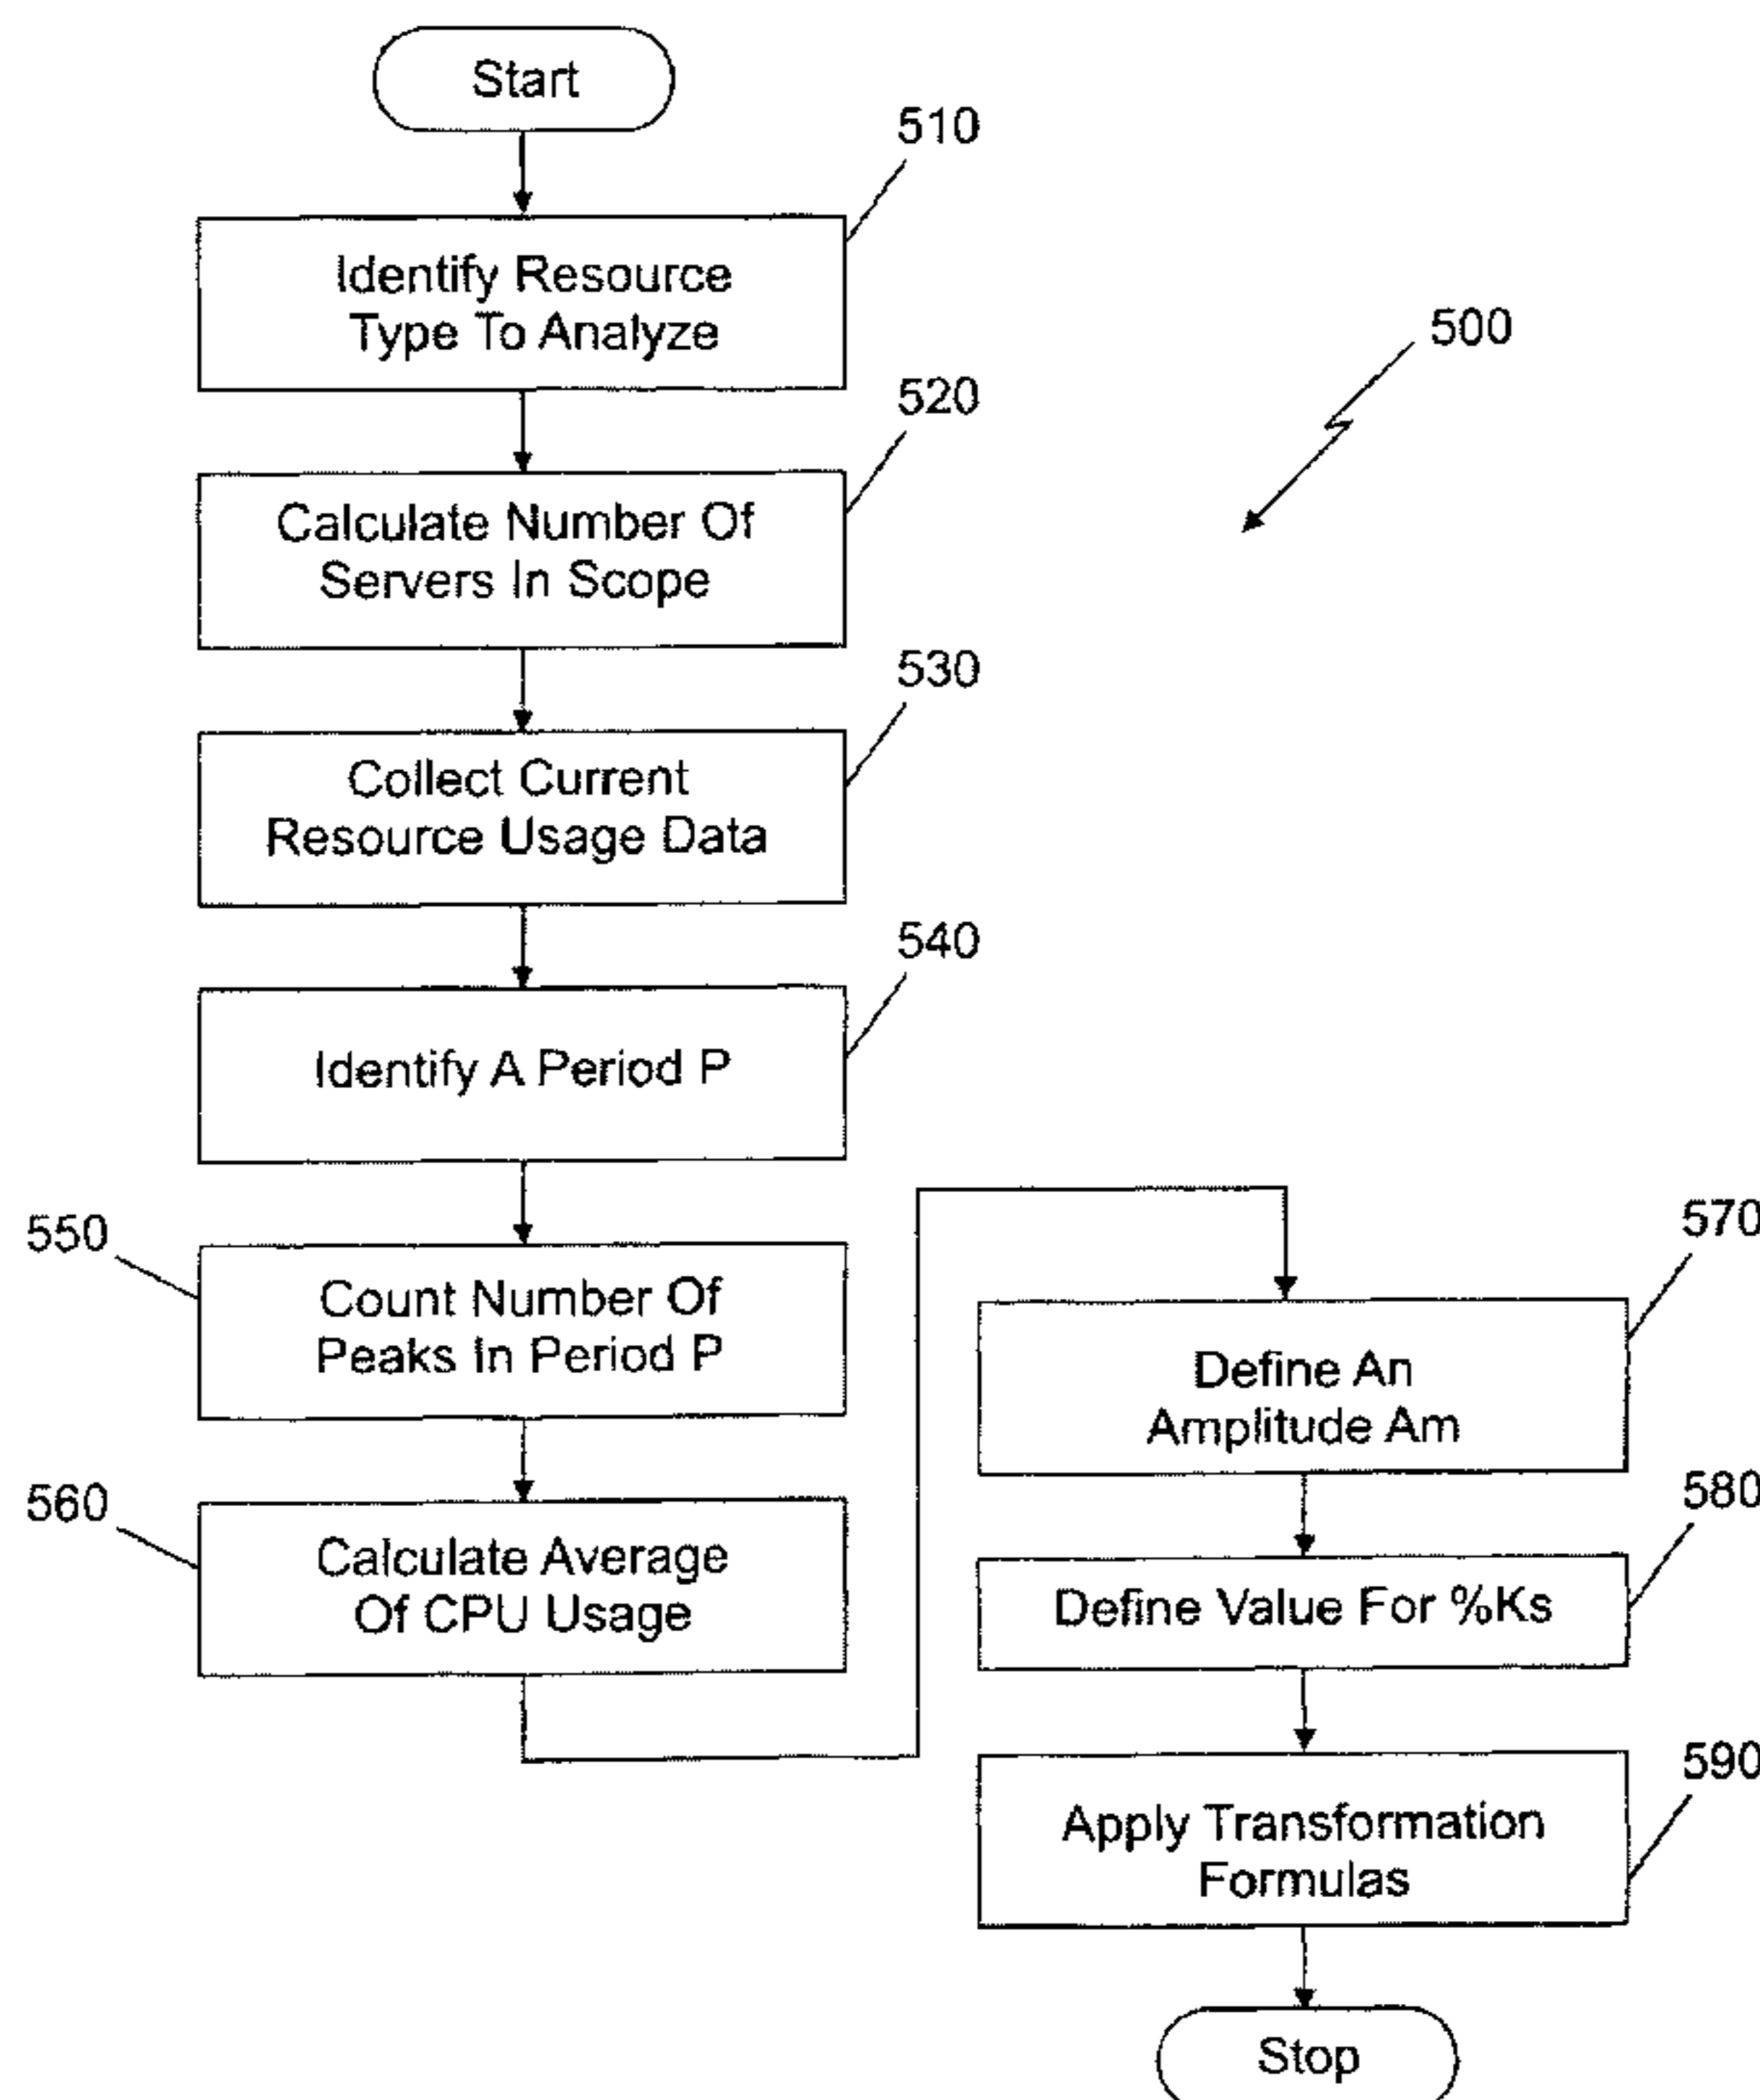 Start
510
Identify Resource
Type To Analyze
500
520
Calculate Number Of
Servers In Scope
530
Collect Current
Resource Usage Data
540
Identify A Period P
550
Count Number Of
Peaks In Period P
560
Calculate Average
Of CPU Usage
570
Define An
Amplitude Am
580
Define Value For %Ks
590
Apply Transformation
Formulas
Stop